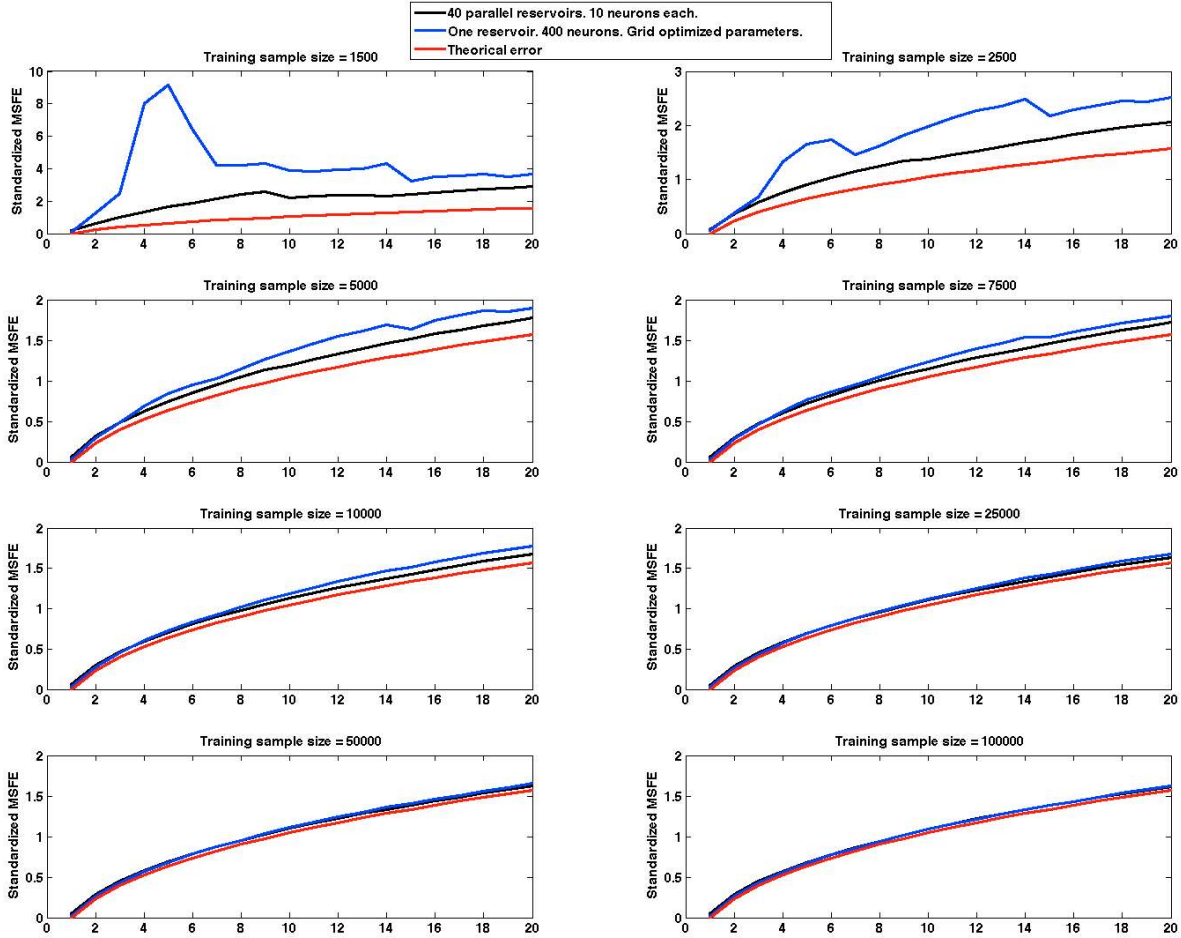 40 parallel reservoirs. 10 neurons each.
One reservoir. 400 neurons. Grid optimized parameters.
Theorical error
Training sample size = 1500
Standardized MSFE
10
8
6
4
2
0
0 2 4 6 8 10 12 14 16 18 20
Training sample size = 2500
Standardized MSFE
3
2
1
0
0 2 4 6 8 10 12 14 16 18 20
Training sample size = 5000
Standardized MSFE
2
1.5
1
0.5
0
0 2 4 6 8 10 12 14 16 18 20
Training sample size = 7500
Standardized MSFE
2
1.5
1
0.5
0
0 2 4 6 8 10 12 14 16 18 20
Training sample size = 10000
Standardized MSFE
2
1.5
1
0.5
0
0 2 4 6 8 10 12 14 16 18 20
Training sample size = 25000
Standardized MSFE
2
1.5
1
0.5
0
0 2 4 6 8 10 12 14 16 18 20
Training sample size = 50000
Standardized MSFE
2
1.5
1
0.5
0
0 2 4 6 8 10 12 14 16 18 20
Training sample size = 100000
Standardized MSFE
2
1.5
1
0.5
0
0 2 4 6 8 10 12 14 16 18 20